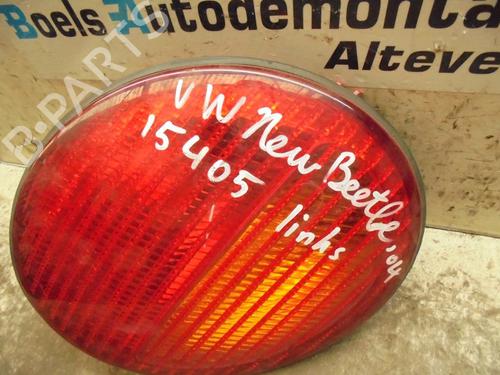 Boels Autodemonta
Alteve
B-PARTS
VW New Beetle '04
15405 links